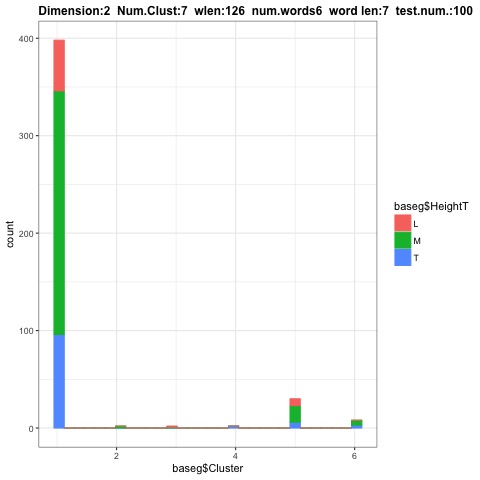 Dimension:2 Num.Clust:7 wlen:126 num.words6 word len:7 test.num.:100
400
300
200
100
0
count
2 4 6
baseg$Cluster
baseg$HeightT
L
M
T